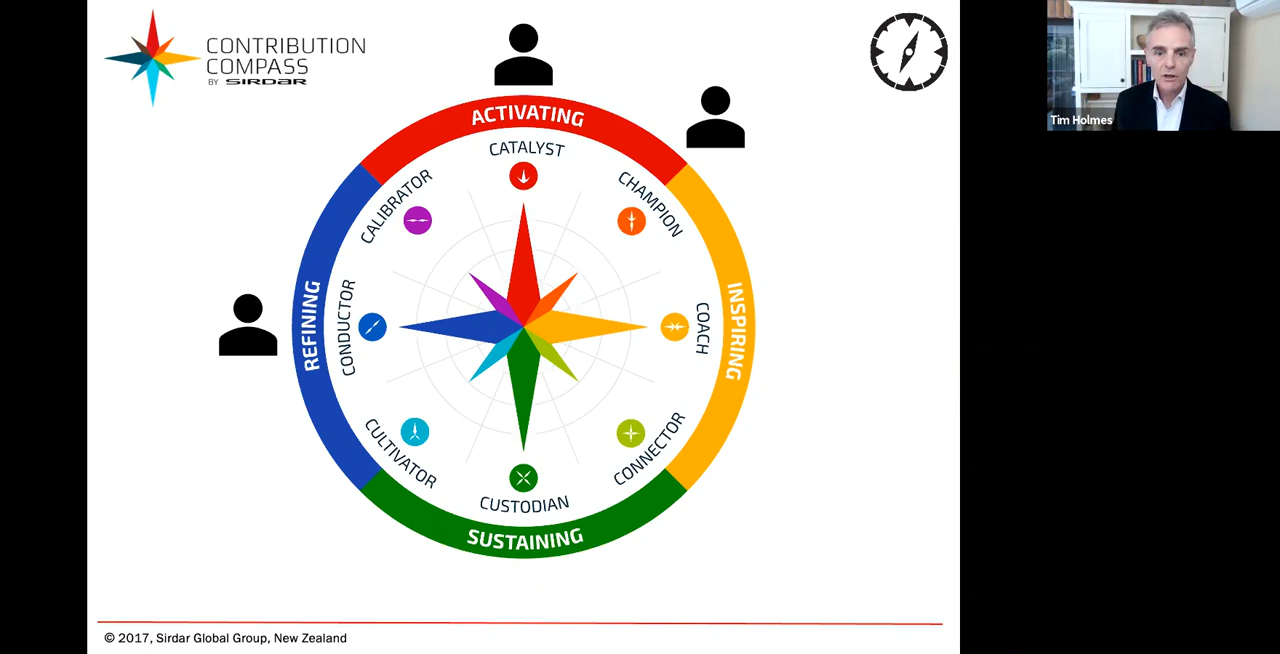 CONTRIBUTION
COMPASS
BY SIRDAR
Tim Holmes
ACTIVATING
CATALYST
CALIBRATOR
CHAMPION
REFINING
CONDUCTOR
COACH
INSPIRING
CULTIVATOR
CONNECTOR
CUSTODIAN
SUSTAINING
© 2017, Sirdar Global Group, New Zealand